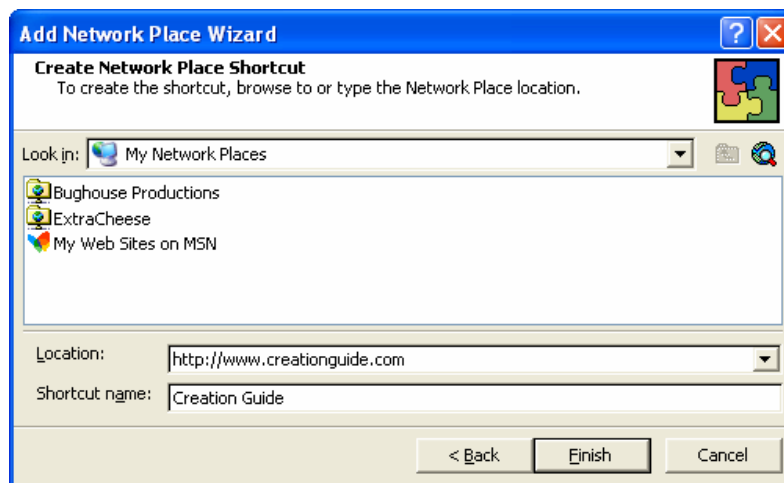 Add Network Place Wizard
Create Network Place Shortcut
To create the shortcut, browse to or type the Network Place location.
Look in: My Network Places
Bughouse Productions
ExtraCheese
My Web Sites on MSN
Location: http://www.creationguide.com
Shortcut name: Creation Guide
< Back Finish Cancel